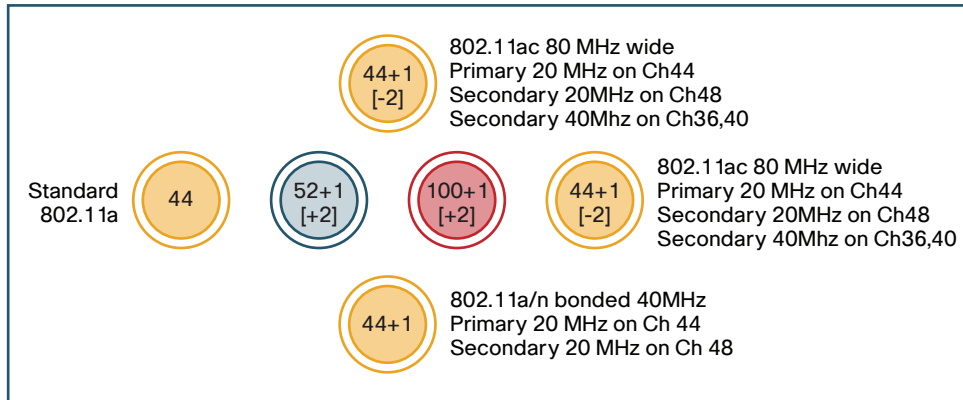 44+1
[-2]
802.11ac 80 MHz wide
Primary 20 MHz on Ch44
Secondary 20MHz on Ch48
Secondary 40Mhz on Ch36,40
Standard
802.11a
44
52+1
[+2]
100+1
[+2]
44+1
[-2]
802.11ac 80 MHz wide
Primary 20 MHz on Ch44
Secondary 20MHz on Ch48
Secondary 40Mhz on Ch36,40
44+1
802.11a/n bonded 40MHz
Primary 20 MHz on Ch 44
Secondary 20 MHz on Ch 48